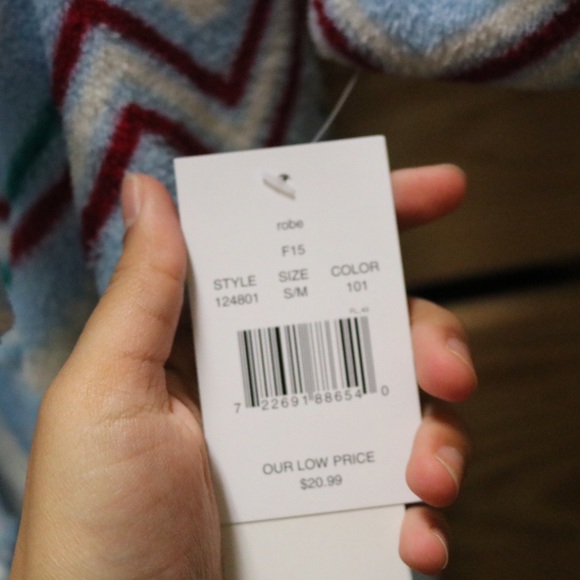 robe
F15
STYLE SIZE COLOR
124801 S/M 101
7 22691 88654 0
OUR LOW PRICE
$20.99